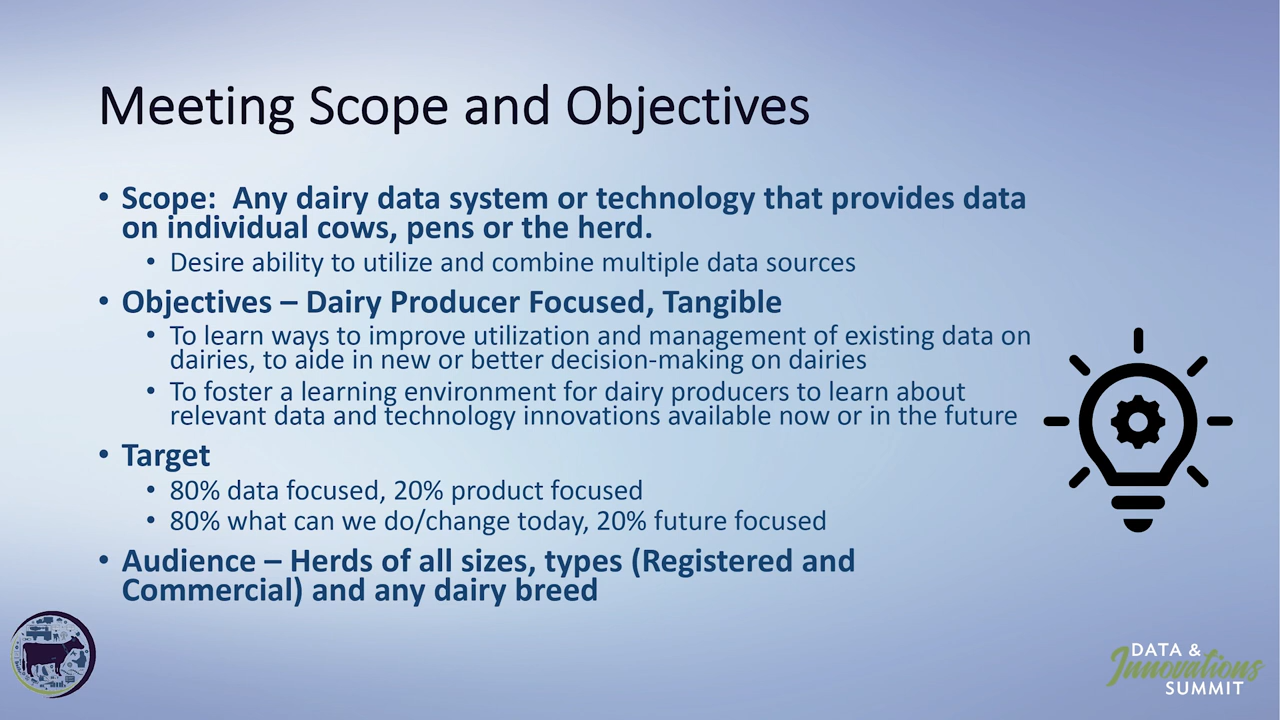 Meeting Scope and Objectives
• Scope:  Any dairy data system or technology that provides data
on individual cows, pens or the herd.
• Desire ability to utilize and combine multiple data sources
• Objectives – Dairy Producer Focused, Tangible
• To learn ways to improve utilization and management of existing data on
dairies, to aide in new or better decision-making on dairies
• To foster a learning environment for dairy producers to learn about
relevant data and technology innovations available now or in the future
• Target
• 80% data focused, 20% product focused
• 80% what can we do/change today, 20% future focused
• Audience – Herds of all sizes, types (Registered and
Commercial) and any dairy breed
DATA &
Innovations
SUMMIT